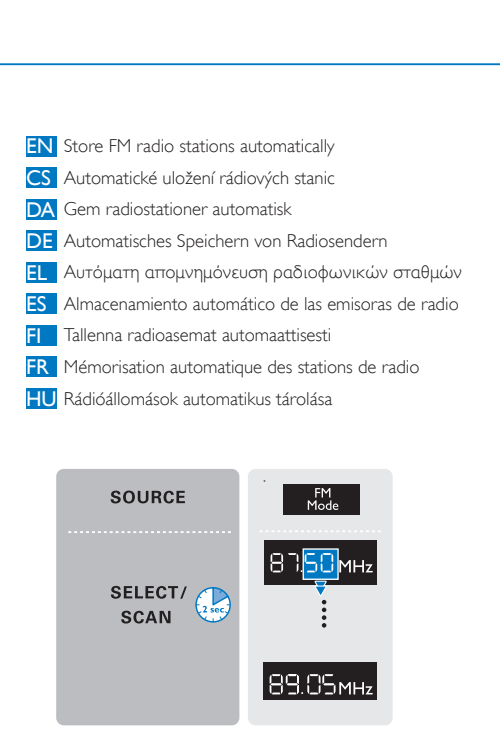 EN Store FM radio stations automatically
CS Automatické uložení rádiových stanic
DA Gem radiostationer automatisk
DE Automatisches Speichern von Radiosendern
EL Αυτόματη απομνημόνευση ραδιοφωνικών σταθμών
ES Almacenamiento automático de las emisoras de radio
FI Tallenna radioasemat automaattisesti
FR Mémorisation automatique des stations de radio
HU Rádióállomások automatikus tárolása
SOURCE
FM
Mode
87.50MHz
SELECT/
SCAN
2 sec.
89.05MHz